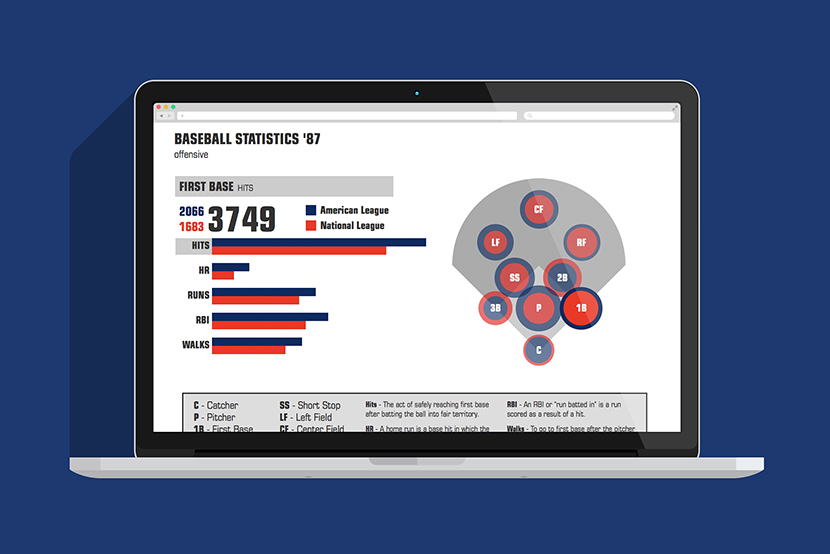 BASEBALL STATISTICS '87
offensive
FIRST BASE HITS
2066
1683
3749
American League
National League
HITS
HR
RUNS
RBI
WALKS
CF
LF
RF
SS
2B
3B
P
1B
C
C - Catcher
P - Pitcher
1B - First Base
SS - Short Stop
LF - Left Field
CF - Center Field
Hits - The act of safely reaching first base
after batting the ball into fair territory.
HR - A home run is a base hit in which the
RBI - An RBI or "run batted in" is a run
scored as a result of a hit.
Walks - To go to first base after the pitcher